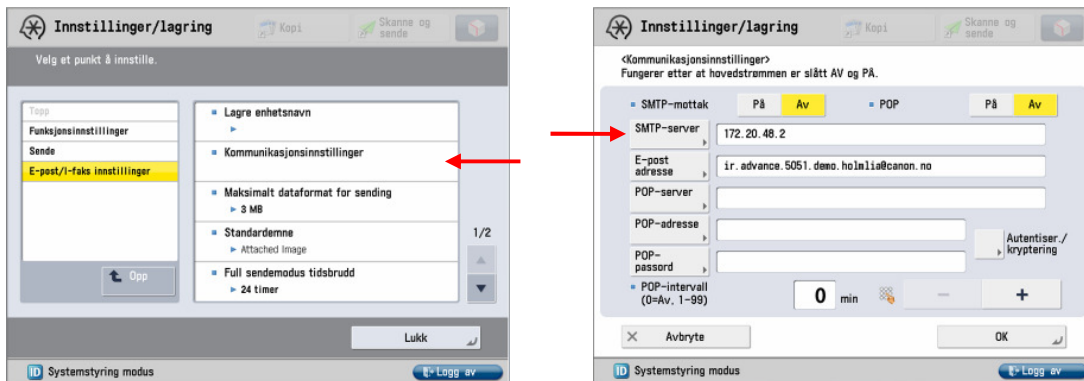 Innstillinger/lagring
Kopi
Skanne og
sende
Velg et punkt å innstille.
Topp
Funksjonsinnstillinger
Sende
E-post/I-faks innstillinger
Opp
Lagre enhetsnavn
Kommunikasjonsinnstillinger
Maksimalt dataformat for sending
3 MB
Standardemne
Attached Image
Full sendemodus tidsbrudd
24 timer
1/2
Lukk
ID Systemstyring modus
Logg av
Innstillinger/lagring
Kopi
Skanne og
sende
<Kommunikasjonsinnstillinger>
Fungerer etter at hovedstrømmen er slått AV og PÅ.
SMTP-mottak
På
Av
POP
På
Av
SMTP-server
172.20.48.2
E-post
adresse
ir.advance.5051.demo.holmlia@canon.no
POP-server
POP-adresse
POP-
passord
Autentiser./
kryptering
POP-intervall
(0=Av, 1-99)
0 min
−
+
Avbryte
OK
ID Systemstyring modus
Logg av